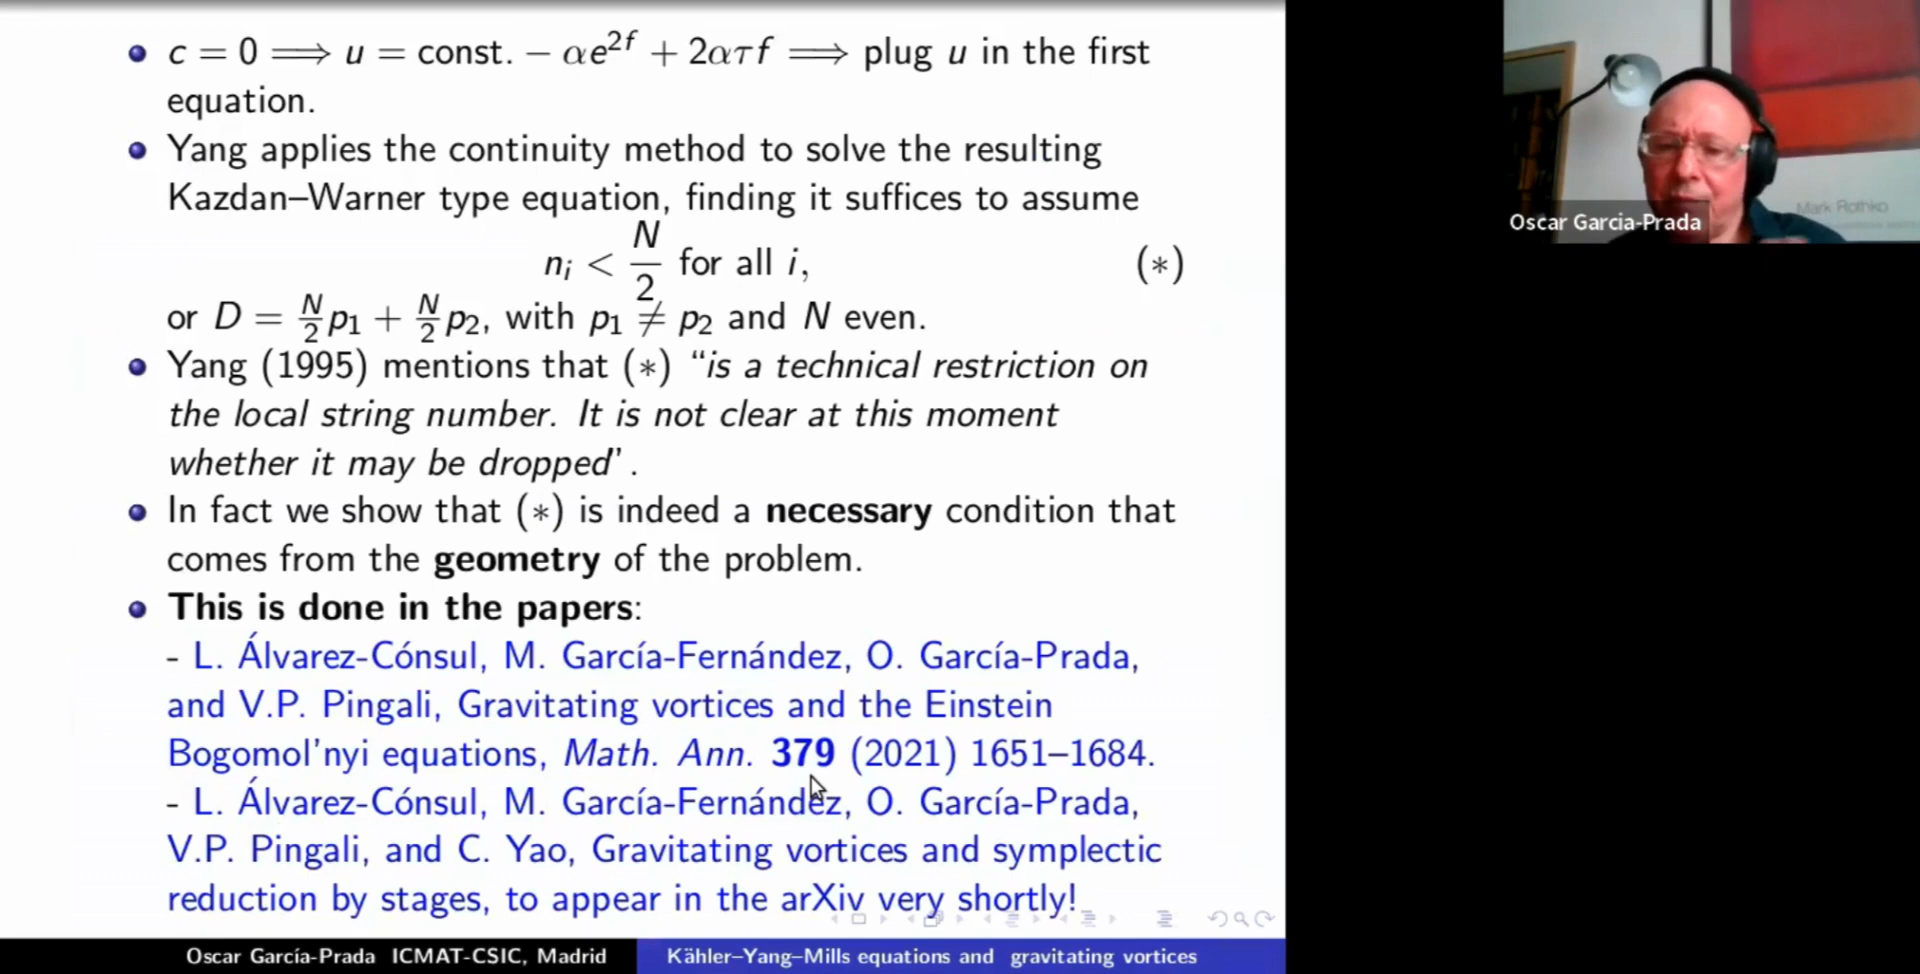 • c = 0 ⟹ u = const. − αe^{2f} + 2ατf ⟹ plug u in the first
equation.
• Yang applies the continuity method to solve the resulting
Kazdan–Warner type equation, finding it suffices to assume
n_i < N/2 for all i, (∗)
or D = N/2 p_1 + N/2 p_2, with p_1 ≠ p_2 and N even.
• Yang (1995) mentions that (∗) “is a technical restriction on
the local string number. It is not clear at this moment
whether it may be dropped”.
• In fact we show that (∗) is indeed a necessary condition that
comes from the geometry of the problem.
• This is done in the papers:
- L. Álvarez-Cónsul, M. García-Fernández, O. García-Prada,
and V.P. Pingali, Gravitating vortices and the Einstein
Bogomol'nyi equations, Math. Ann. 379 (2021) 1651–1684.
- L. Álvarez-Cónsul, M. García-Fernández, O. García-Prada,
V.P. Pingali, and C. Yao, Gravitating vortices and symplectic
reduction by stages, to appear in the arXiv very shortly!
Oscar García-Prada ICMAT-CSIC, Madrid
Kähler–Yang–Mills equations and gravitating vortices
Mark Rothko
Oscar Garcia-Prada